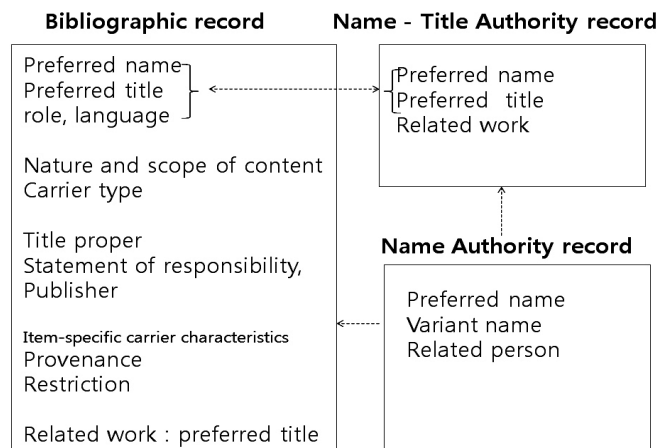 Bibliographic record
Preferred name
Preferred title
role, language
Nature and scope of content
Carrier type
Title proper
Statement of responsibility,
Publisher
Item-specific carrier characteristics
Provenance
Restriction
Related work : preferred title
Name - Title Authority record
Preferred name
Preferred title
Related work
Name Authority record
Preferred name
Variant name
Related person